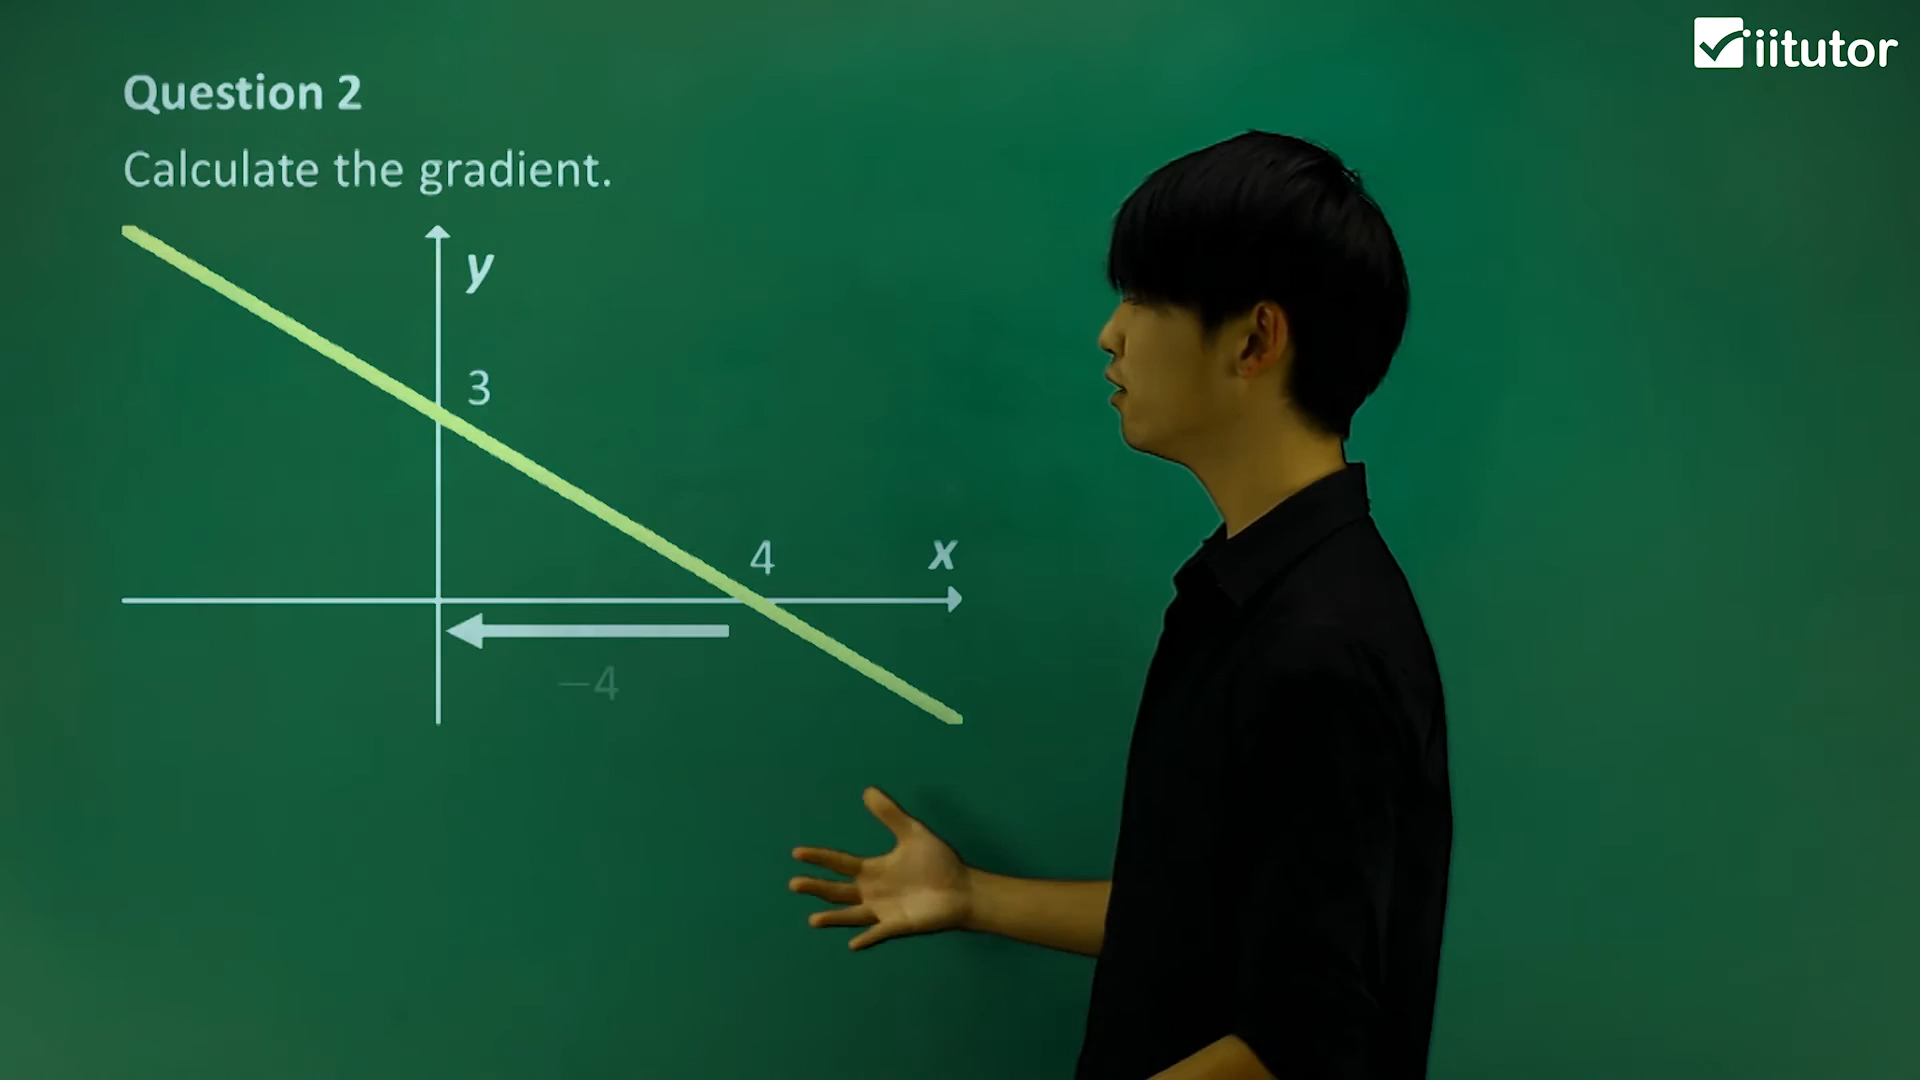 iitutor
Question 2
Calculate the gradient.
y
3
4
x
−4